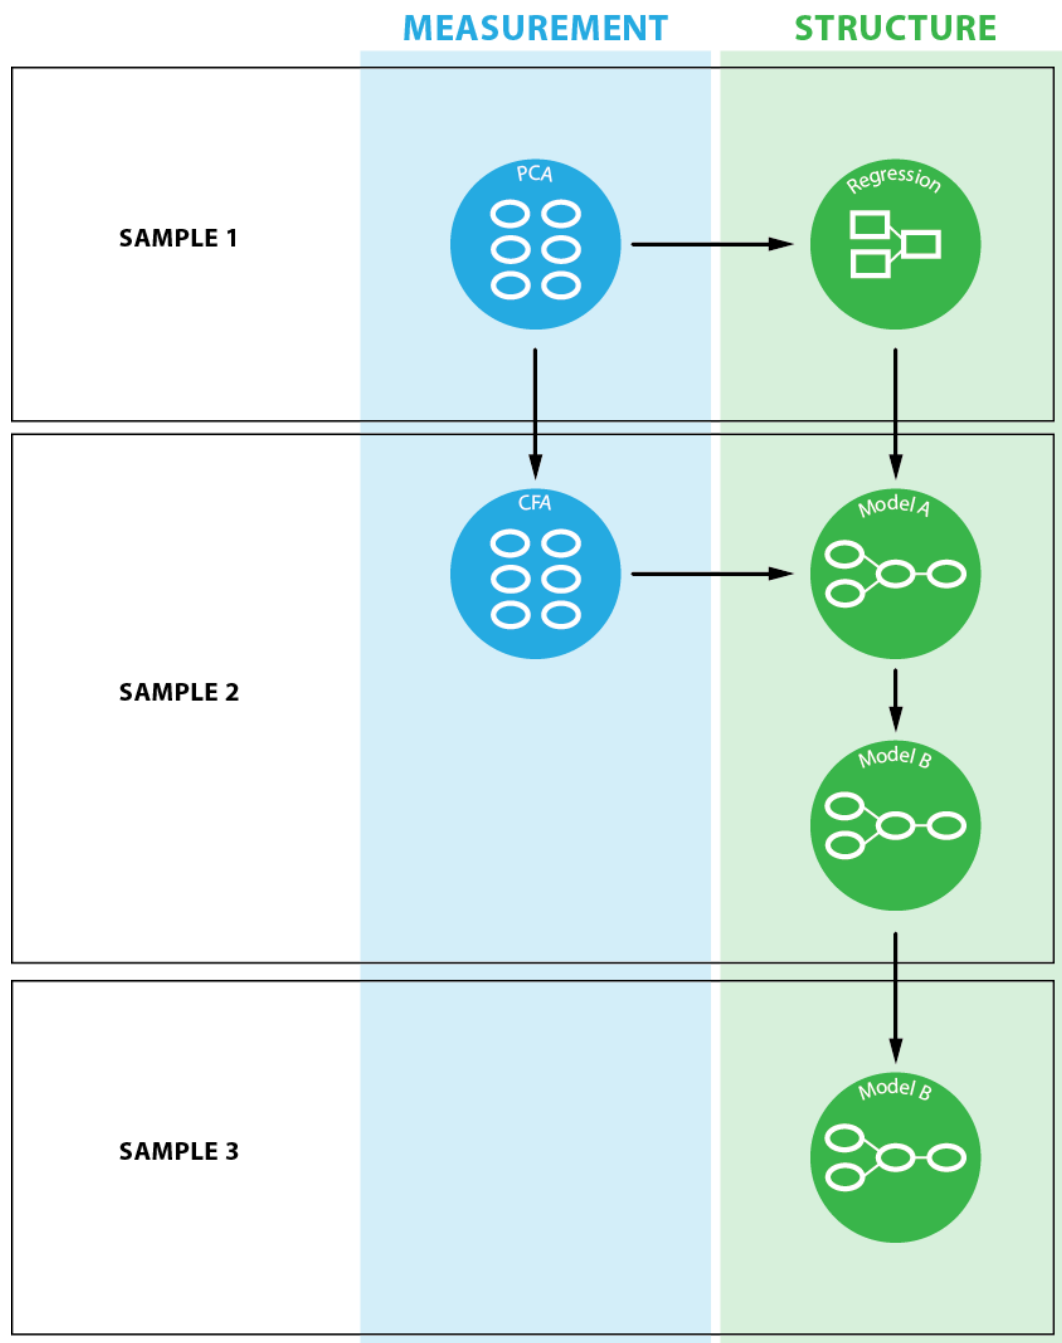 MEASUREMENT
STRUCTURE
PCA
Regression
SAMPLE 1
CFA
Model A
SAMPLE 2
Model B
Model B
SAMPLE 3